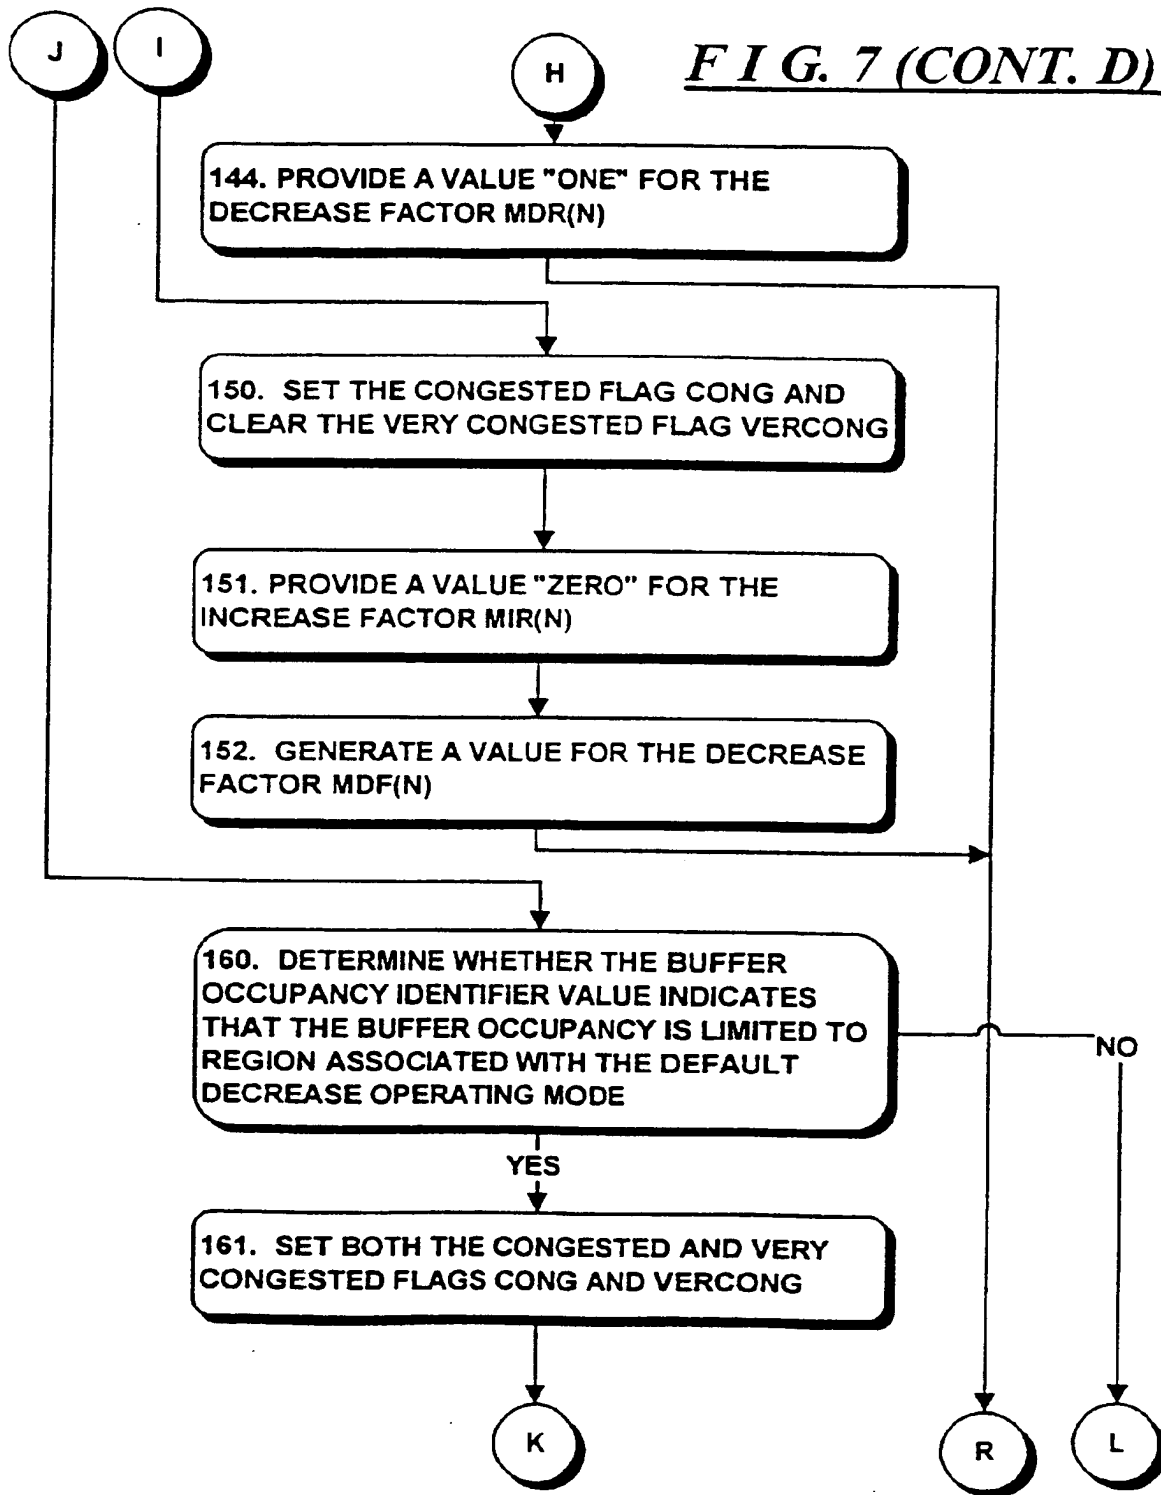 J
I
H
F I G. 7 (CONT. D)
144. PROVIDE A VALUE "ONE" FOR THE
DECREASE FACTOR MDR(N)
150. SET THE CONGESTED FLAG CONG AND
CLEAR THE VERY CONGESTED FLAG VERCONG
151. PROVIDE A VALUE "ZERO" FOR THE
INCREASE FACTOR MIR(N)
152. GENERATE A VALUE FOR THE DECREASE
FACTOR MDF(N)
160. DETERMINE WHETHER THE BUFFER
OCCUPANCY IDENTIFIER VALUE INDICATES
THAT THE BUFFER OCCUPANCY IS LIMITED TO
REGION ASSOCIATED WITH THE DEFAULT
DECREASE OPERATING MODE
NO
YES
161. SET BOTH THE CONGESTED AND VERY
CONGESTED FLAGS CONG AND VERCONG
K
R
L